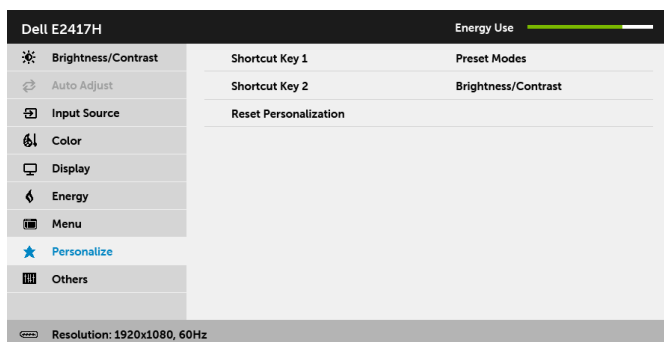 Dell E2417H Energy Use
Brightness/Contrast Shortcut Key 1 Preset Modes
Auto Adjust Shortcut Key 2 Brightness/Contrast
Input Source Reset Personalization
Color
Display
Energy
Menu
Personalize
Others
Resolution: 1920x1080, 60Hz